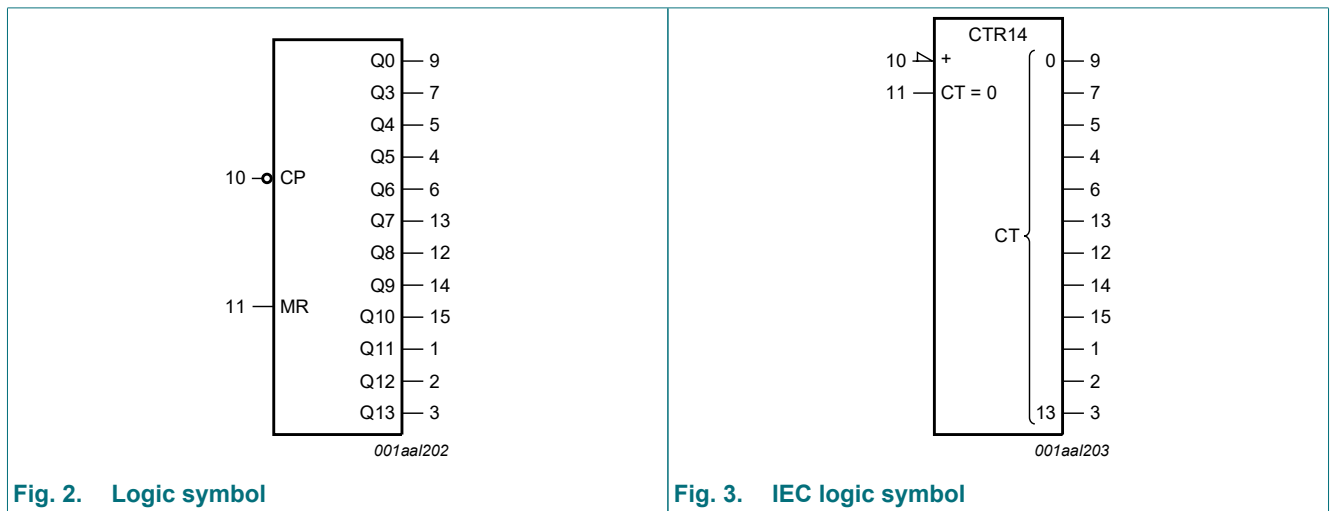 Q0 9
Q3 7
Q4 5
Q5 4
10 CP
Q6 6
Q7 13
Q8 12
Q9 14
11 MR
Q10 15
Q11 1
Q12 2
Q13 3
001aal202
Fig. 2. Logic symbol
CTR14
10 + 0 9
11 CT = 0 7
5
4
6
13
CT
12
14
15
1
2
13 3
001aal203
Fig. 3. IEC logic symbol